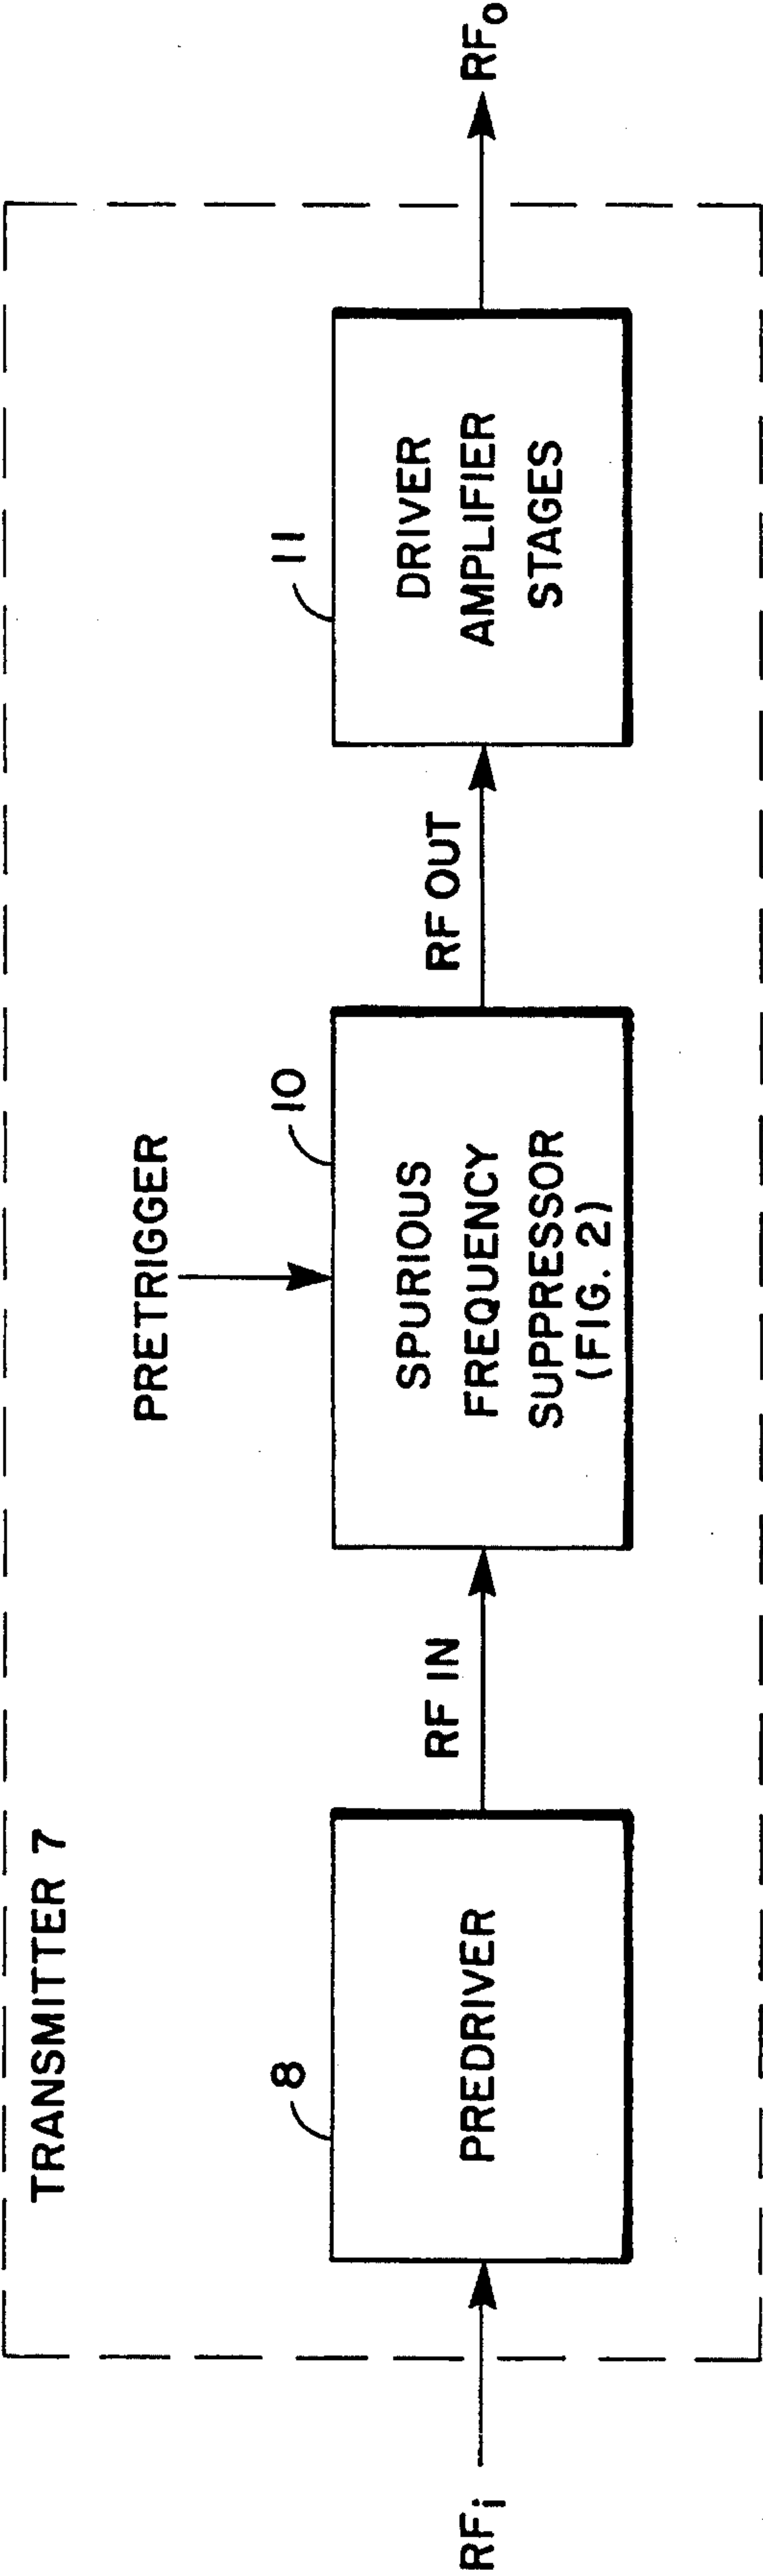 TRANSMITTER 7
RFi
8
PREDRIVER
RF IN
PRETRIGGER
10
SPURIOUS
FREQUENCY
SUPPRESSOR
(FIG. 2)
RF OUT
11
DRIVER
AMPLIFIER
STAGES
RFo